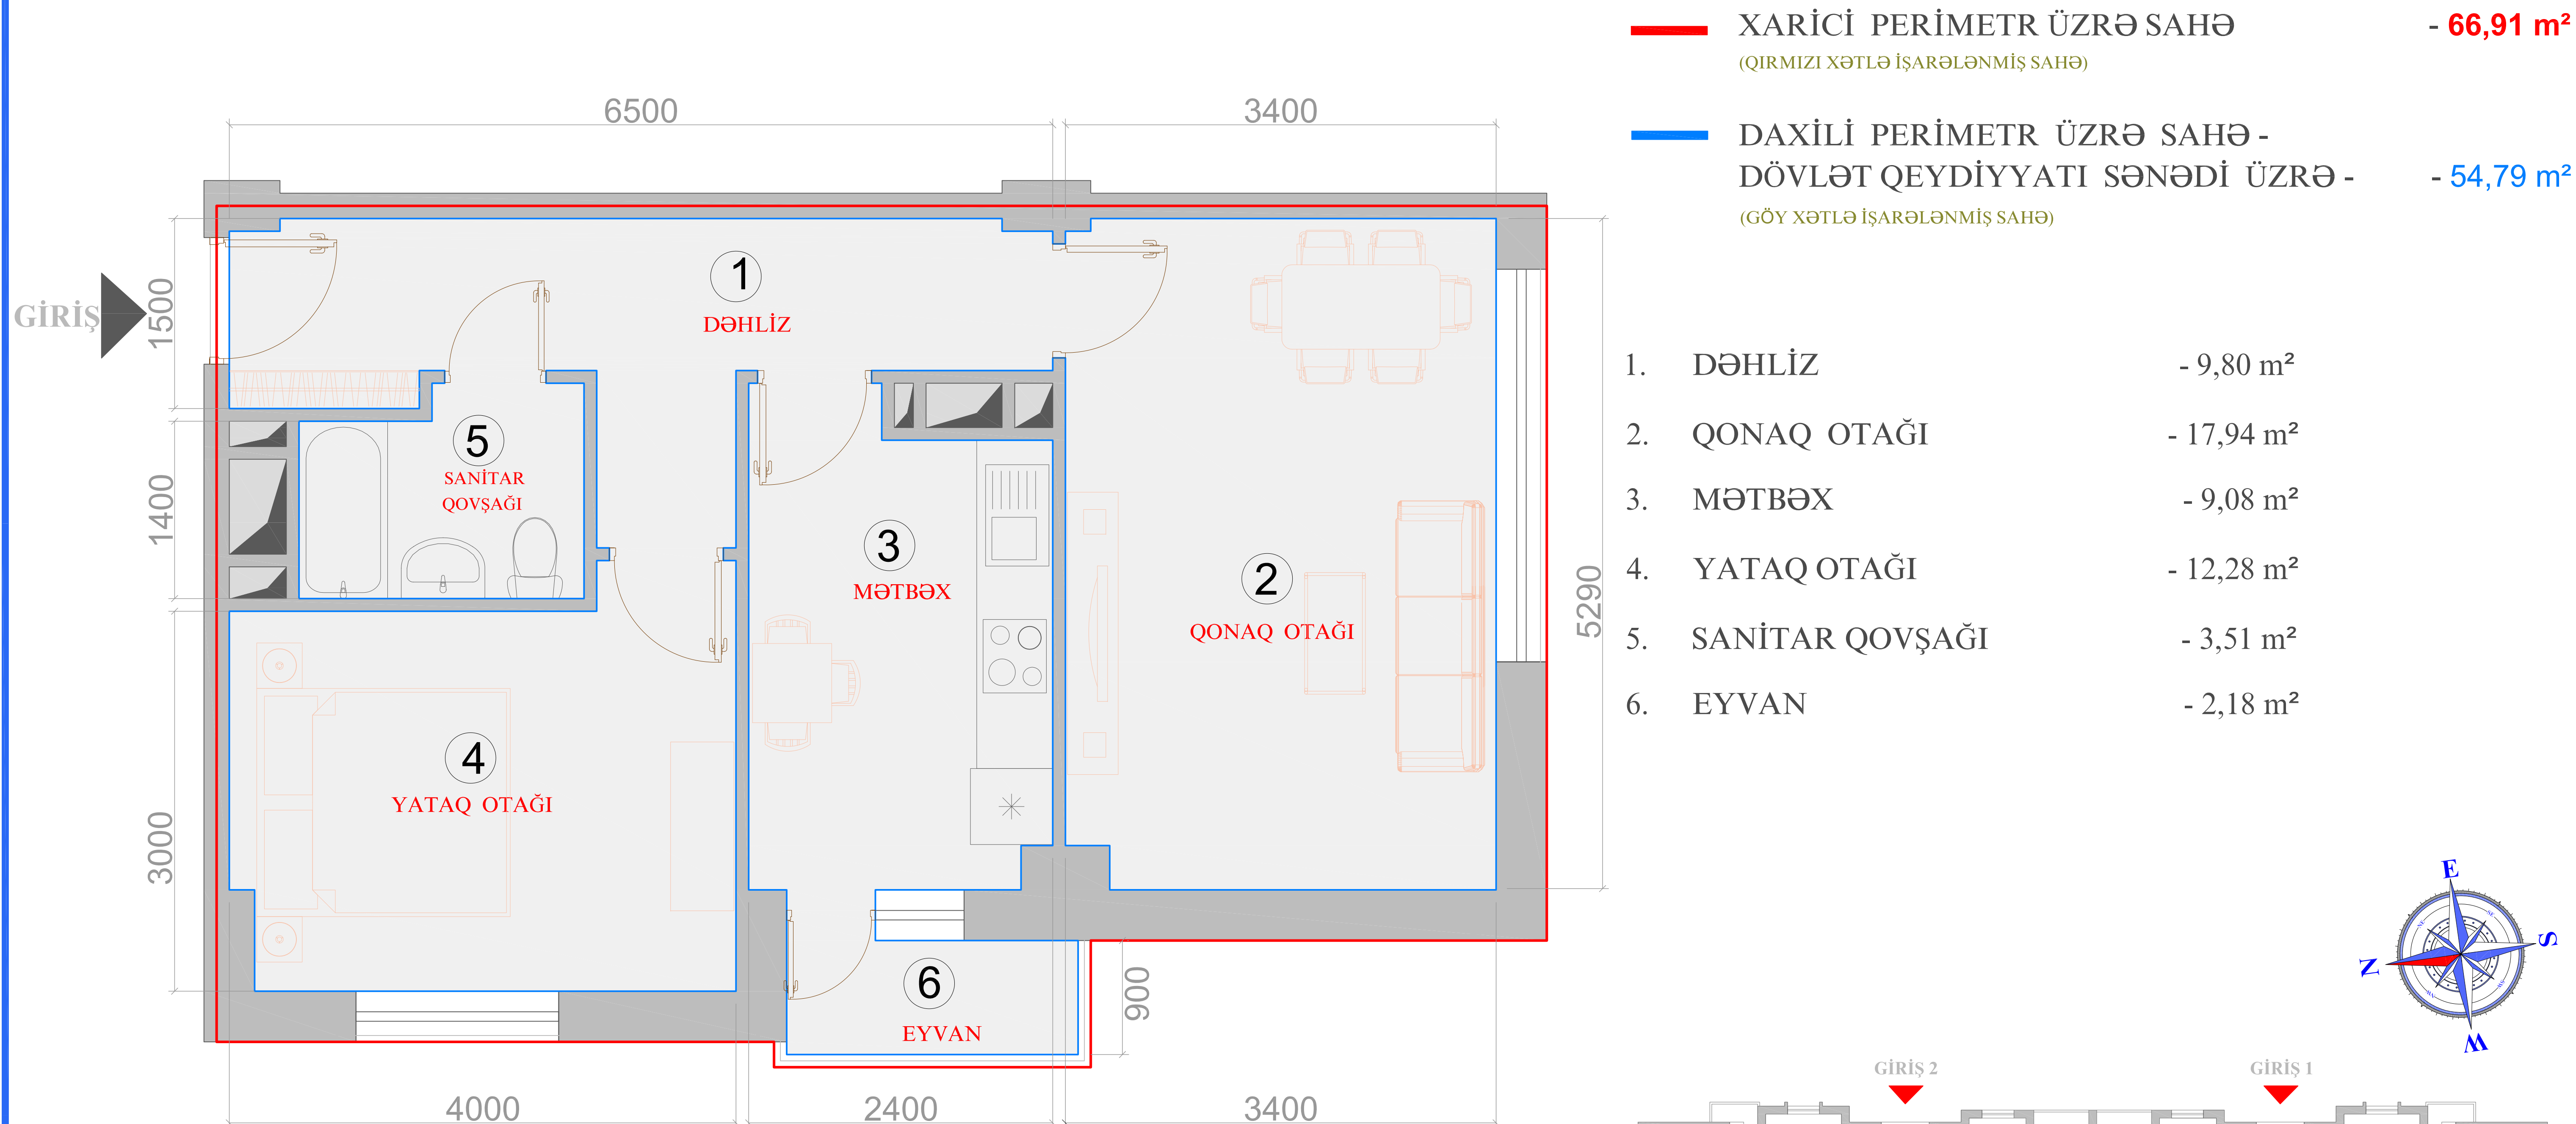 XARİCİ PERİMETR ÜZRƏ SAHƏ - 66,91 m²
(QIRMIZI XƏTLƏ İŞARƏLƏNMİŞ SAHƏ)
DAXİLİ PERİMETR ÜZRƏ SAHƏ -
DÖVLƏT QEYDİYYATI SƏNƏDİ ÜZRƏ - - 54,79 m²
(GÖY XƏTLƏ İŞARƏLƏNMİŞ SAHƏ)
6500
3400
GİRİŞ
1500
1400
3000
5290
900
1
DƏHLİZ
5
SANİTAR
QOVŞAĞI
3
MƏTBƏX
2
QONAQ OTAĞI
4
YATAQ OTAĞI
6
EYVAN
4000
2400
3400
1. DƏHLİZ - 9,80 m²
2. QONAQ OTAĞI - 17,94 m²
3. MƏTBƏX - 9,08 m²
4. YATAQ OTAĞI - 12,28 m²
5. SANİTAR QOVŞAĞI - 3,51 m²
6. EYVAN - 2,18 m²
E
S
N
W
GİRİŞ 2
GİRİŞ 1